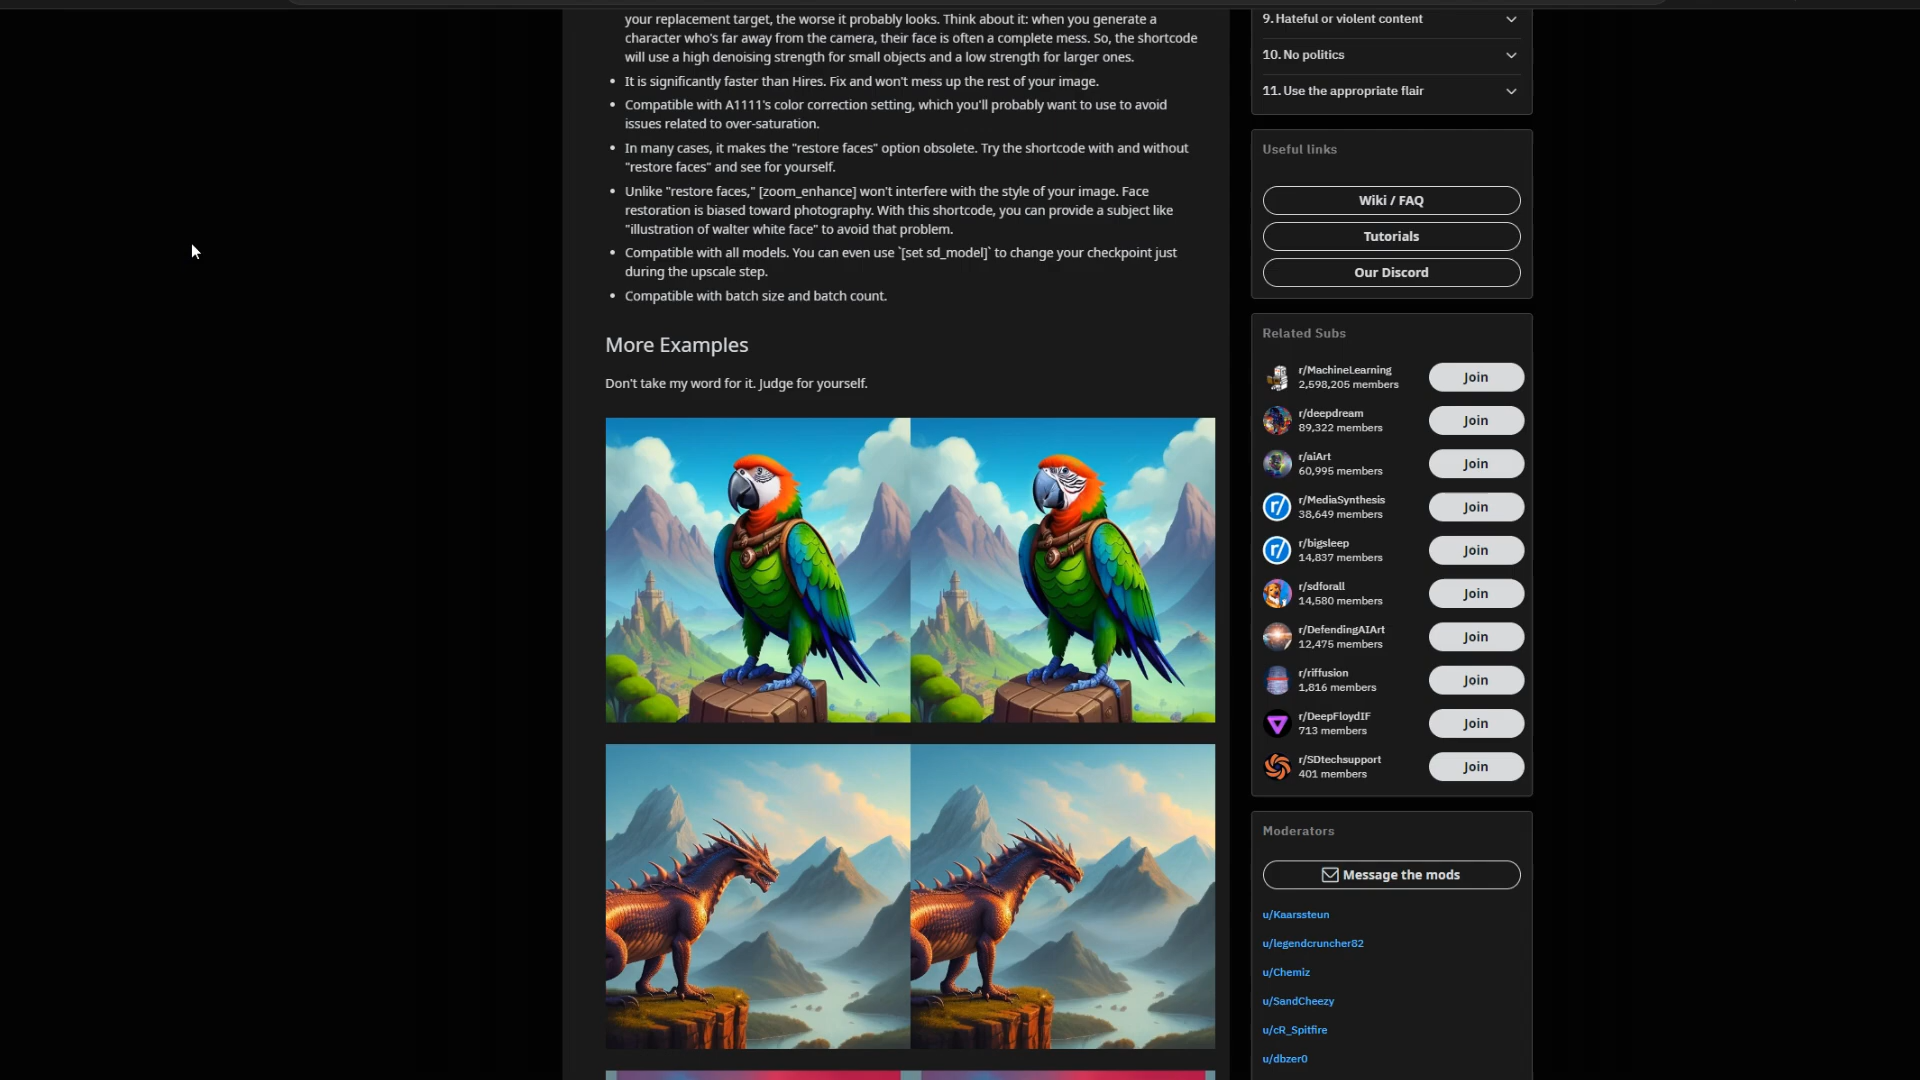 your replacement target, the worse it probably looks. Think about it: when you generate a
character who's far away from the camera, their face is often a complete mess. So, the shortcode
will use a high denoising strength for small objects and a low strength for larger ones.
It is significantly faster than Hires. Fix and won't mess up the rest of your image.
Compatible with A1111's color correction setting, which you'll probably want to use to avoid
issues related to over-saturation.
In many cases, it makes the "restore faces" option obsolete. Try the shortcode with and without
"restore faces" and see for yourself.
Unlike "restore faces," [zoom_enhance] won't interfere with the style of your image. Face
restoration is biased toward photography. With this shortcode, you can provide a subject like
"illustration of walter white face" to avoid that problem.
Compatible with all models. You can even use `[set sd_model]` to change your checkpoint just
during the upscale step.
Compatible with batch size and batch count.
More Examples
Don't take my word for it. Judge for yourself.
9. Hateful or violent content
10. No politics
11. Use the appropriate flair
Useful links
Wiki / FAQ
Tutorials
Our Discord
Related Subs
r/MachineLearning
2,598,205 members
Join
r/deepdream
89,322 members
Join
r/aiArt
60,995 members
Join
r/MediaSynthesis
38,649 members
Join
r/bigsleep
14,837 members
Join
r/sdforall
14,580 members
Join
r/DefendingAIArt
12,475 members
Join
r/riffusion
1,816 members
Join
r/DeepFloydIF
713 members
Join
r/SDtechsupport
401 members
Join
Moderators
Message the mods
u/Kaarssteun
u/legendcruncher82
u/Chemiz
u/SandCheezy
u/cR_Spitfire
u/dbzer0